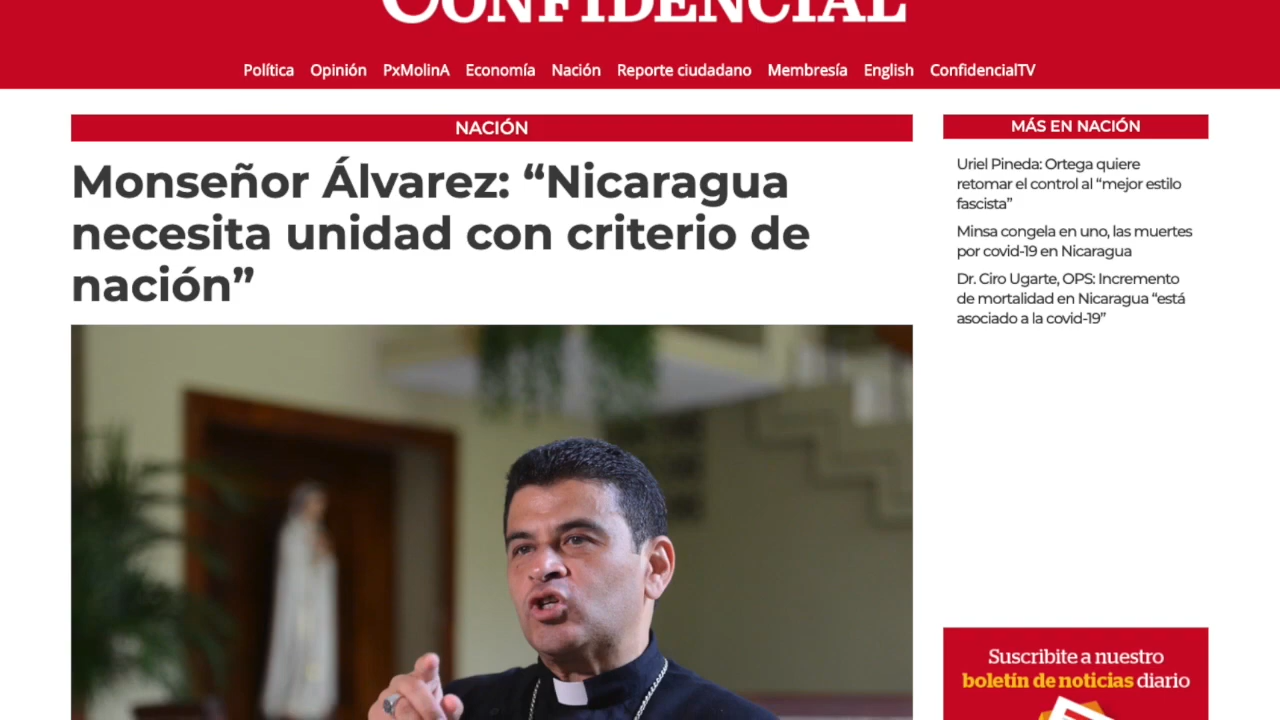 CONFIDENCIAL
Política Opinión PxMolinA Economía Nación Reporte ciudadano Membresía English ConfidencialTV
NACIÓN
Monseñor Álvarez: “Nicaragua
necesita unidad con criterio de
nación”
MÁS EN NACIÓN
Uriel Pineda: Ortega quiere
retomar el control al “mejor estilo
fascista”
Minsa congela en uno, las muertes
por covid-19 en Nicaragua
Dr. Ciro Ugarte, OPS: Incremento
de mortalidad en Nicaragua “está
asociado a la covid-19”
Suscribite a nuestro
boletín de noticias diario